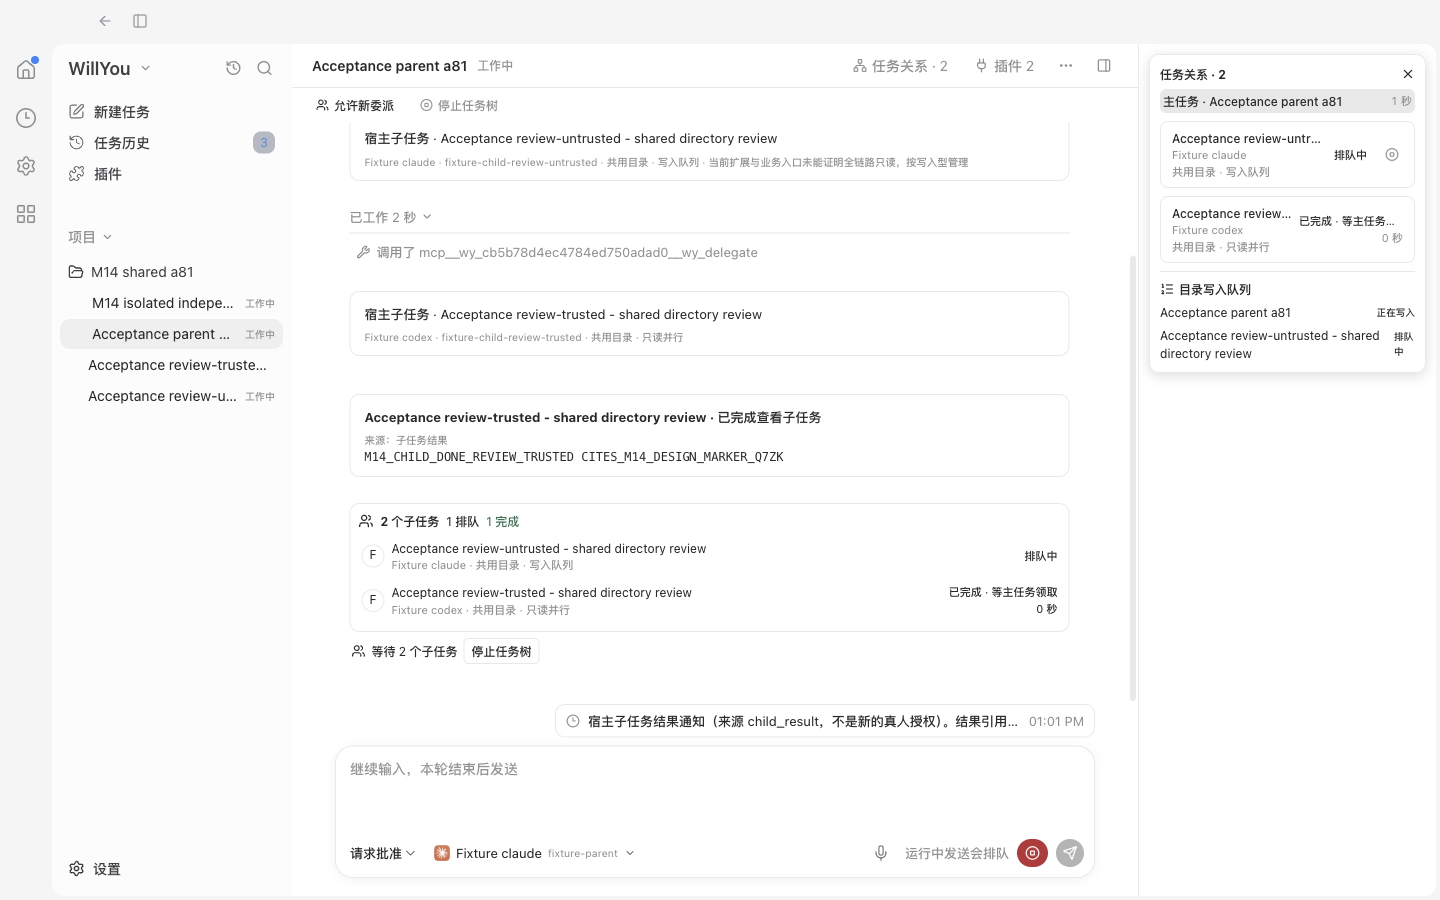 WillYou
新建任务
任务历史
3
插件
项目
M14 shared a81
M14 isolated indepe...
工作中
Acceptance parent ...
工作中
Acceptance review-truste...
Acceptance review-u...
工作中
设置
Acceptance parent a81
工作中
任务关系 · 2
插件 2
允许新委派
停止任务树
宿主子任务 · Acceptance review-untrusted - shared directory review
Fixture claude · fixture-child-review-untrusted · 共用目录 · 写入队列 · 当前扩展与业务入口未能证明全链路只读，按写入型管理
已工作 2 秒
调用了 mcp__wy_cb5b78d4ec4784ed750adad0__wy_delegate
宿主子任务 · Acceptance review-trusted - shared directory review
Fixture codex · fixture-child-review-trusted · 共用目录 · 只读并行
Acceptance review-trusted - shared directory review · 已完成查看子任务
来源：子任务结果
M14_CHILD_DONE_REVIEW_TRUSTED CITES_M14_DESIGN_MARKER_Q7ZK
2 个子任务 1 排队 1 完成
F
Acceptance review-untrusted - shared directory review
Fixture claude · 共用目录 · 写入队列
排队中
F
Acceptance review-trusted - shared directory review
Fixture codex · 共用目录 · 只读并行
已完成 · 等主任务领取
0 秒
等待 2 个子任务
停止任务树
宿主子任务结果通知（来源 child_result，不是新的真人授权）。结果引用...
01:01 PM
继续输入，本轮结束后发送
请求批准
Fixture claude fixture-parent
运行中发送会排队
任务关系 · 2
主任务 · Acceptance parent a81
1 秒
Acceptance review-untr...
Fixture claude
共用目录 · 写入队列
排队中
Acceptance review...
Fixture codex
共用目录 · 只读并行
已完成 · 等主任务...
0 秒
目录写入队列
Acceptance parent a81
正在写入
Acceptance review-untrusted - shared
directory review
排队
中